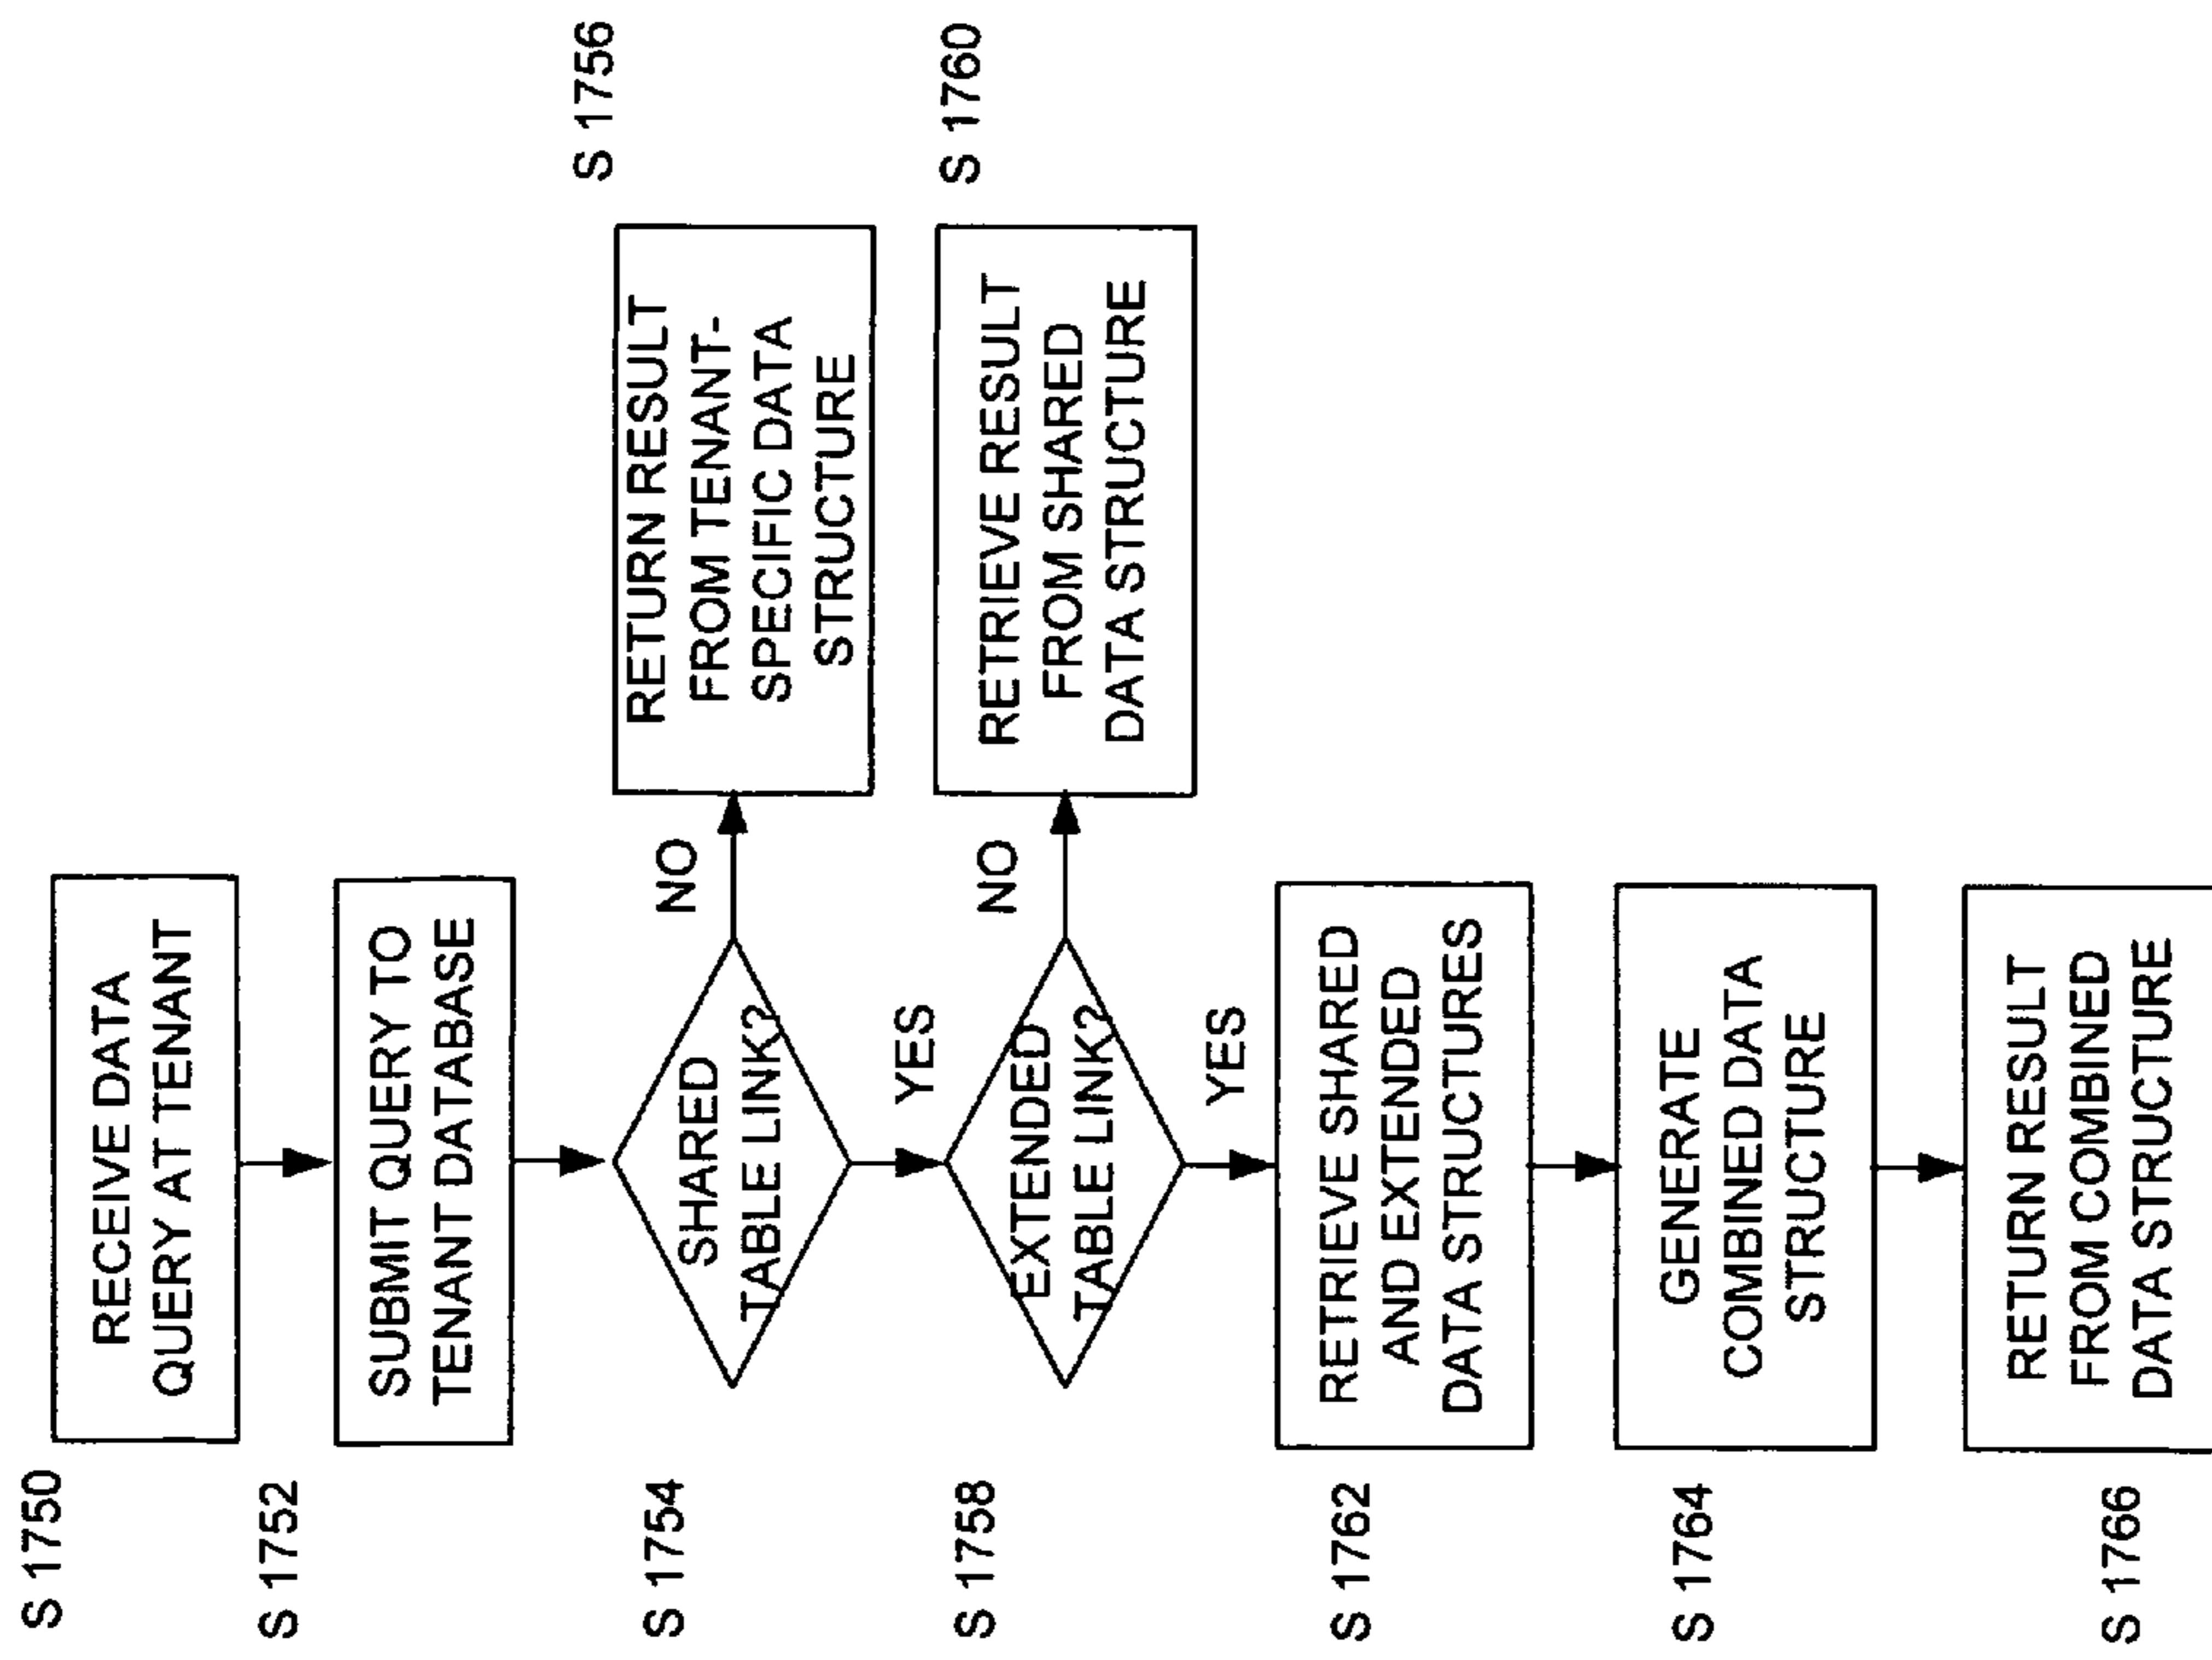 S 1750
RECEIVE DATA
QUERY AT TENANT
S 1752
SUBMIT QUERY TO
TENANT DATABASE
S 1754
SHARED
TABLE LINK?
NO
S 1756
RETURN RESULT
FROM TENANT-
SPECIFIC DATA
STRUCTURE
YES
S 1758
EXTENDED
TABLE LINK?
NO
S 1760
RETRIEVE RESULT
FROM SHARED
DATA STRUCTURE
YES
S 1762
RETRIEVE SHARED
AND EXTENDED
DATA STRUCTURES
S 1764
GENERATE
COMBINED DATA
STRUCTURE
S 1766
RETURN RESULT
FROM COMBINED
DATA STRUCTURE